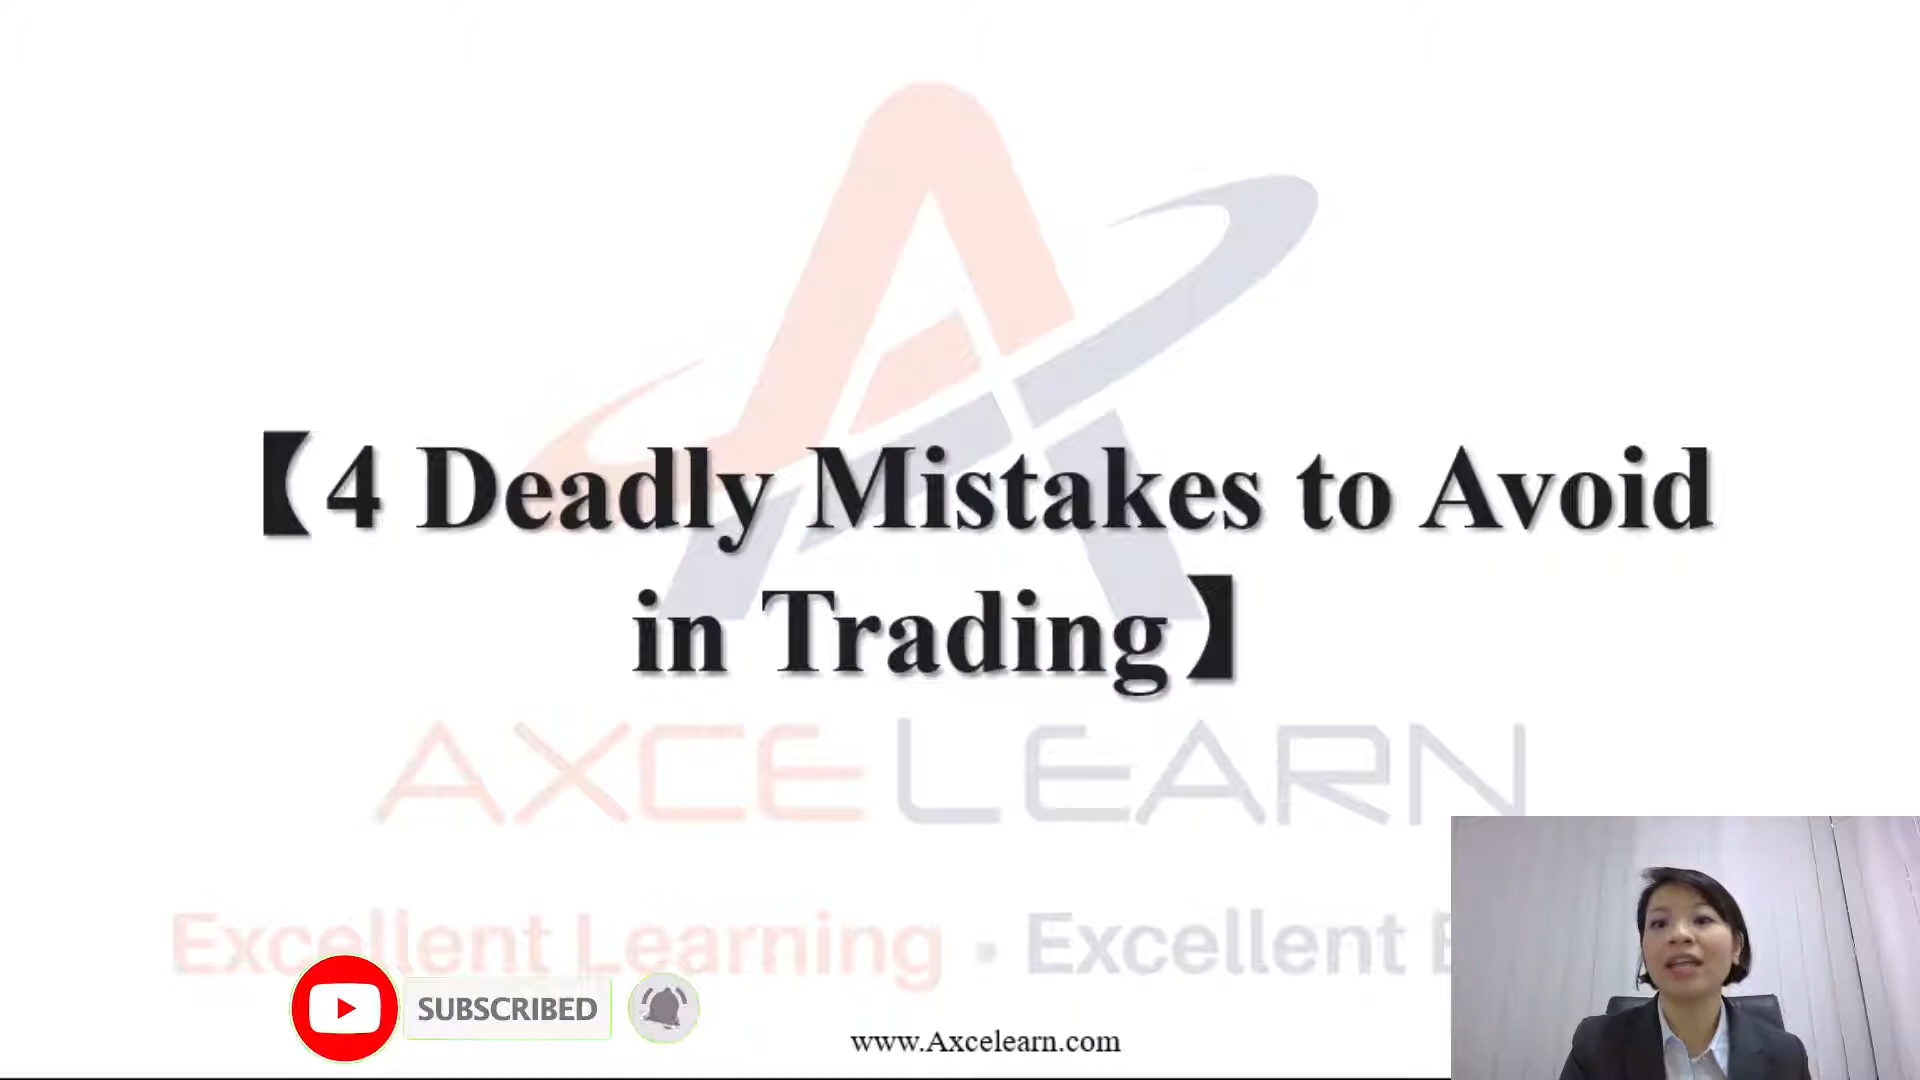 【4 Deadly Mistakes to Avoid
in Trading】
AXCELEARN
Excellent Learning • Excellent
SUBSCRIBED
www.Axcelearn.com